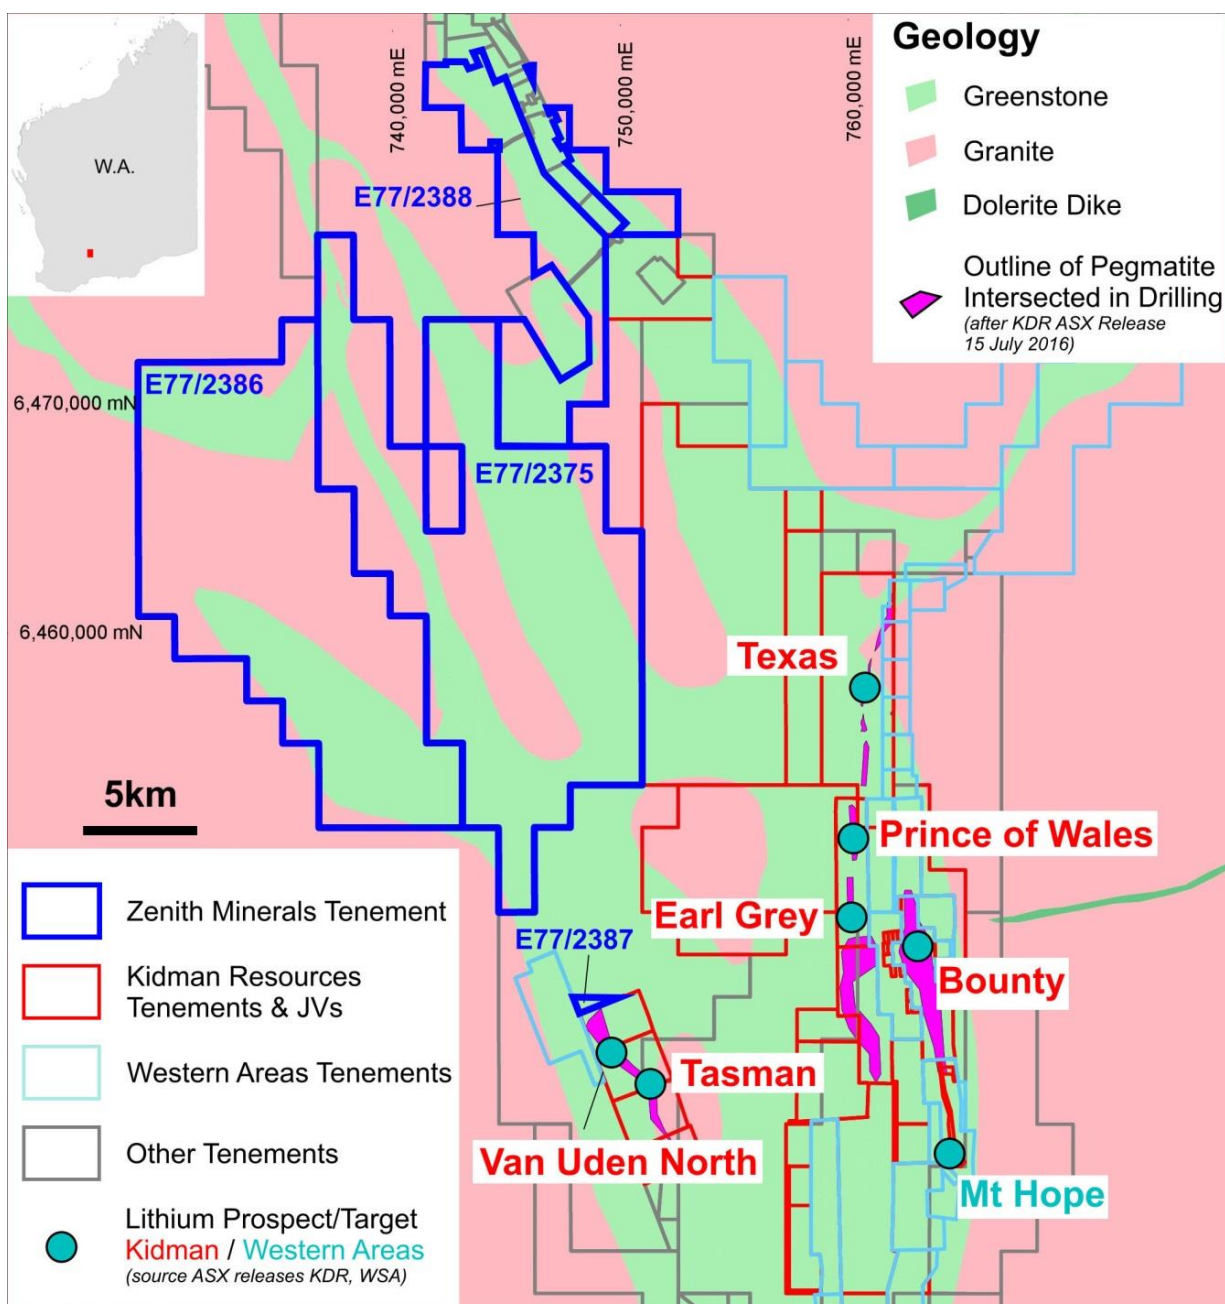 W.A.
740,000 mE
750,000 mE
760,000 mE
Geology
Greenstone
Granite
Dolerite Dike
Outline of Pegmatite
Intersected in Drilling
(after KDR ASX Release
15 July 2016)
E77/2388
E77/2386
6,470,000 mN
E77/2375
6,460,000 mN
Texas
5km
Prince of Wales
Earl Grey
E77/2387
Bounty
Tasman
Van Uden North
Mt Hope
Zenith Minerals Tenement
Kidman Resources
Tenements & JVs
Western Areas Tenements
Other Tenements
Lithium Prospect/Target
Kidman / Western Areas
(source ASX releases KDR, WSA)